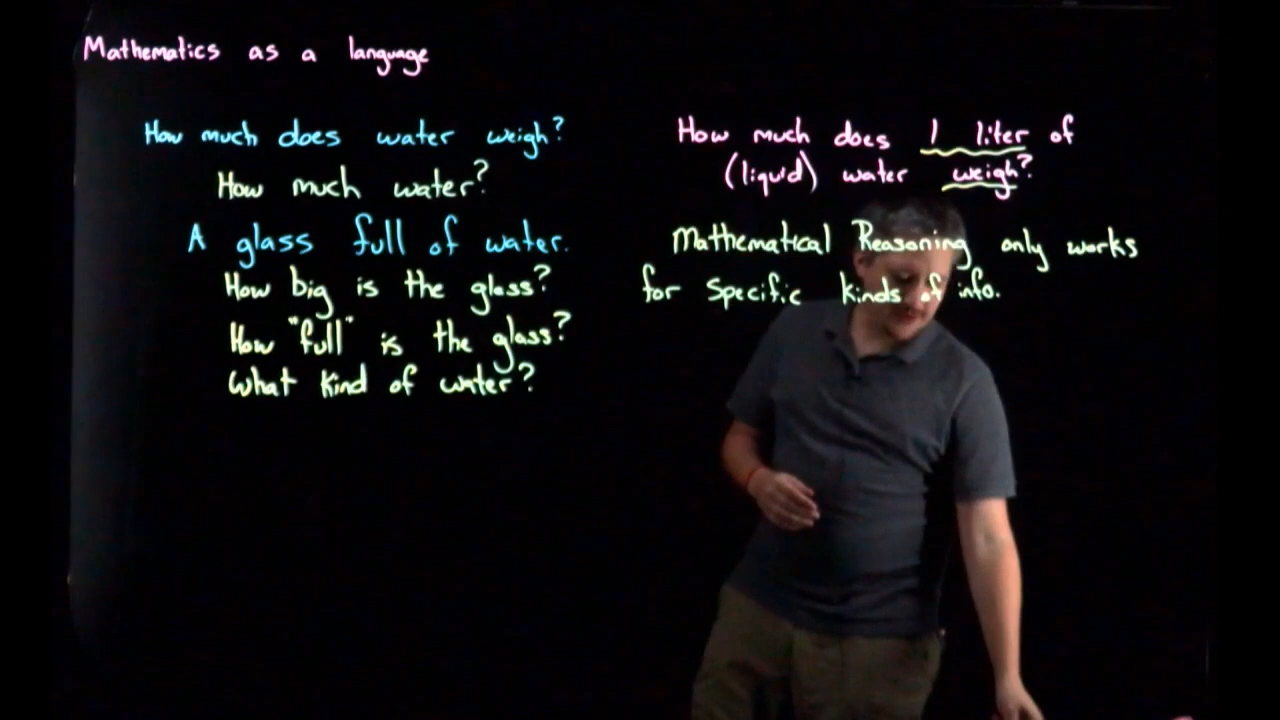 Mathematics as a language
How much does water weigh?
How much water?
A glass full of water.
How big is the glass?
How "full" is the glass?
What kind of water?
How much does 1 liter of
(liquid) water weigh?
Mathematical Reasoning only works
for specific kinds of info.